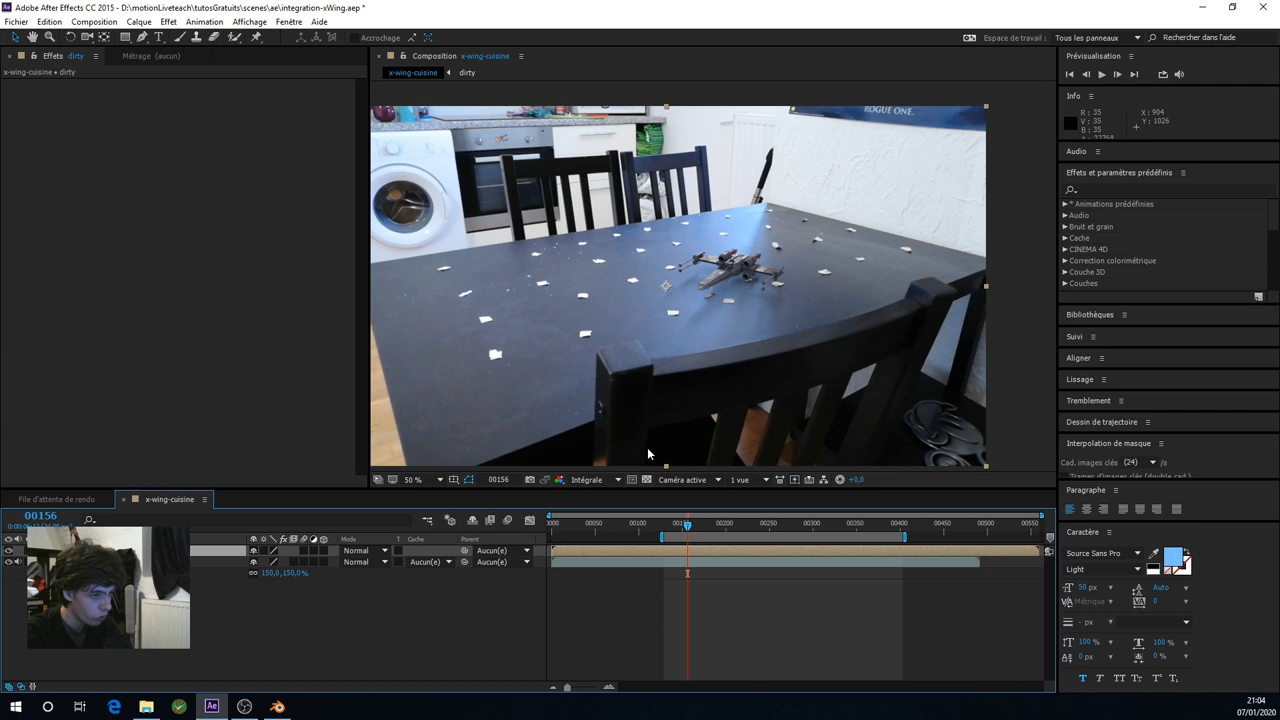 Adobe After Effects CC 2015 - D:\motionLiveteach\tutosGratuits\scenes\ae\integration-xWing.aep *
Fichier Edition Composition Calque Effet Animation Affichage Fenêtre Aide
Accrochage Espace de travail : Tous les panneaux Rechercher dans l'aide
Effets dirty Métrage (aucun) Composition x-wing-cuisine Prévisualisation
x-wing-cuisine • dirty x-wing-cuisine dirty
Info
R : 35 X : 904
V : 35 Y : 1026
B : 35
ROGUE ONE.
Audio
Effets et paramètres prédéfinis
* Animations prédéfinies
Audio
Bruit et grain
Cache
CINEMA 4D
Correction colorimétrique
Couche 3D
Couches
Bibliothèques
Suivi
Aligner
Lissage
Tremblement
Dessin de trajectoire
Interpolation de masque
Cad. images clés (24) /s
50 % 00156 Intégrale Caméra active 1 vue +0,0
Paragraphe
File d'attente de rendu x-wing-cuisine
00156
00050 00100 00200 00250 00300 00350 00400 00450 00500 00550
Mode T Cache Parent
Normal Aucun(e)
Normal Aucun(e) Aucun(e)
150,0,150,0%
Caractère
Source Sans Pro
Light
50 px Auto
Métrique 0
- px
100 % 100 %
0 px 0 %
21:04
07/01/2020